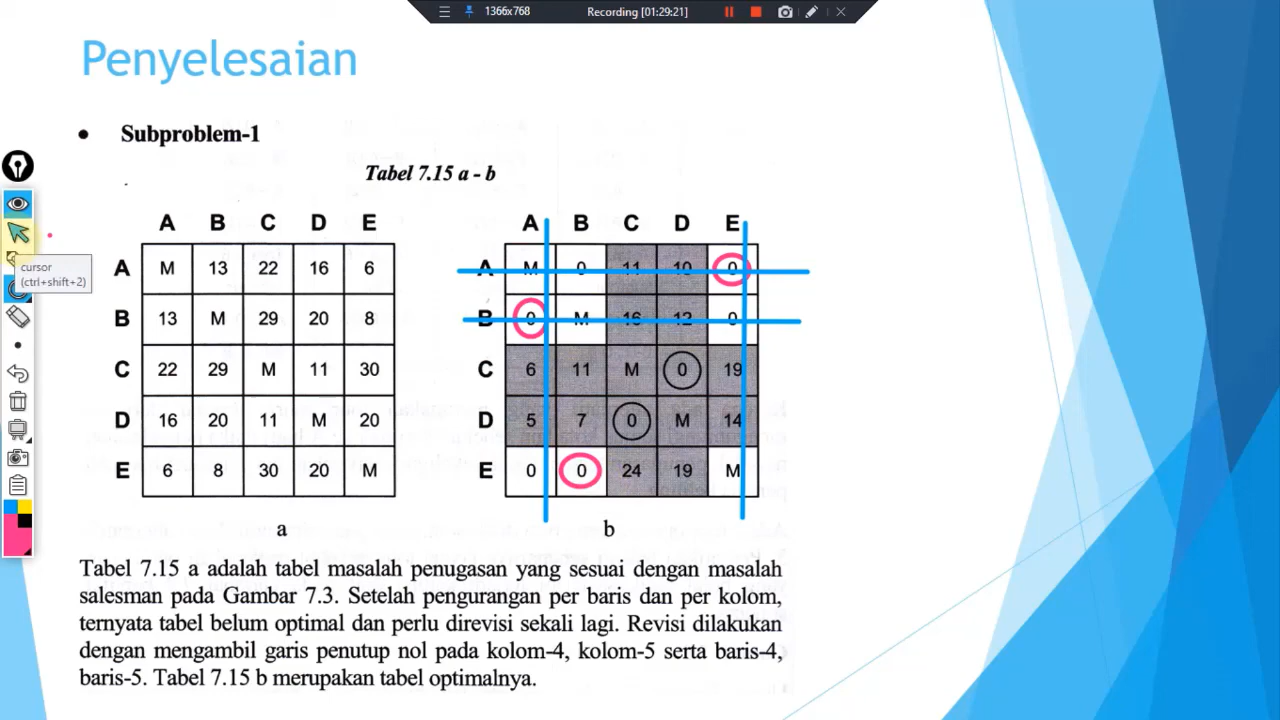 1366x768
Recording [01:29:21]
Penyelesaian
• Subproblem-1
Tabel 7.15 a - b
A B C D E
A M 13 22 16 6
B 13 M 29 20 8
C 22 29 M 11 30
D 16 20 11 M 20
E 6 8 30 20 M
a
A B C D E
A M 0 11 10 0
B 0 M 16 12 0
C 6 11 M 0 19
D 5 7 0 M 14
E 0 0 24 19 M
b
cursor
(ctrl+shift+2)
Tabel 7.15 a adalah tabel masalah penugasan yang sesuai dengan masalah
salesman pada Gambar 7.3. Setelah pengurangan per baris dan per kolom,
ternyata tabel belum optimal dan perlu direvisi sekali lagi. Revisi dilakukan
dengan mengambil garis penutup nol pada kolom-4, kolom-5 serta baris-4,
baris-5. Tabel 7.15 b merupakan tabel optimalnya.